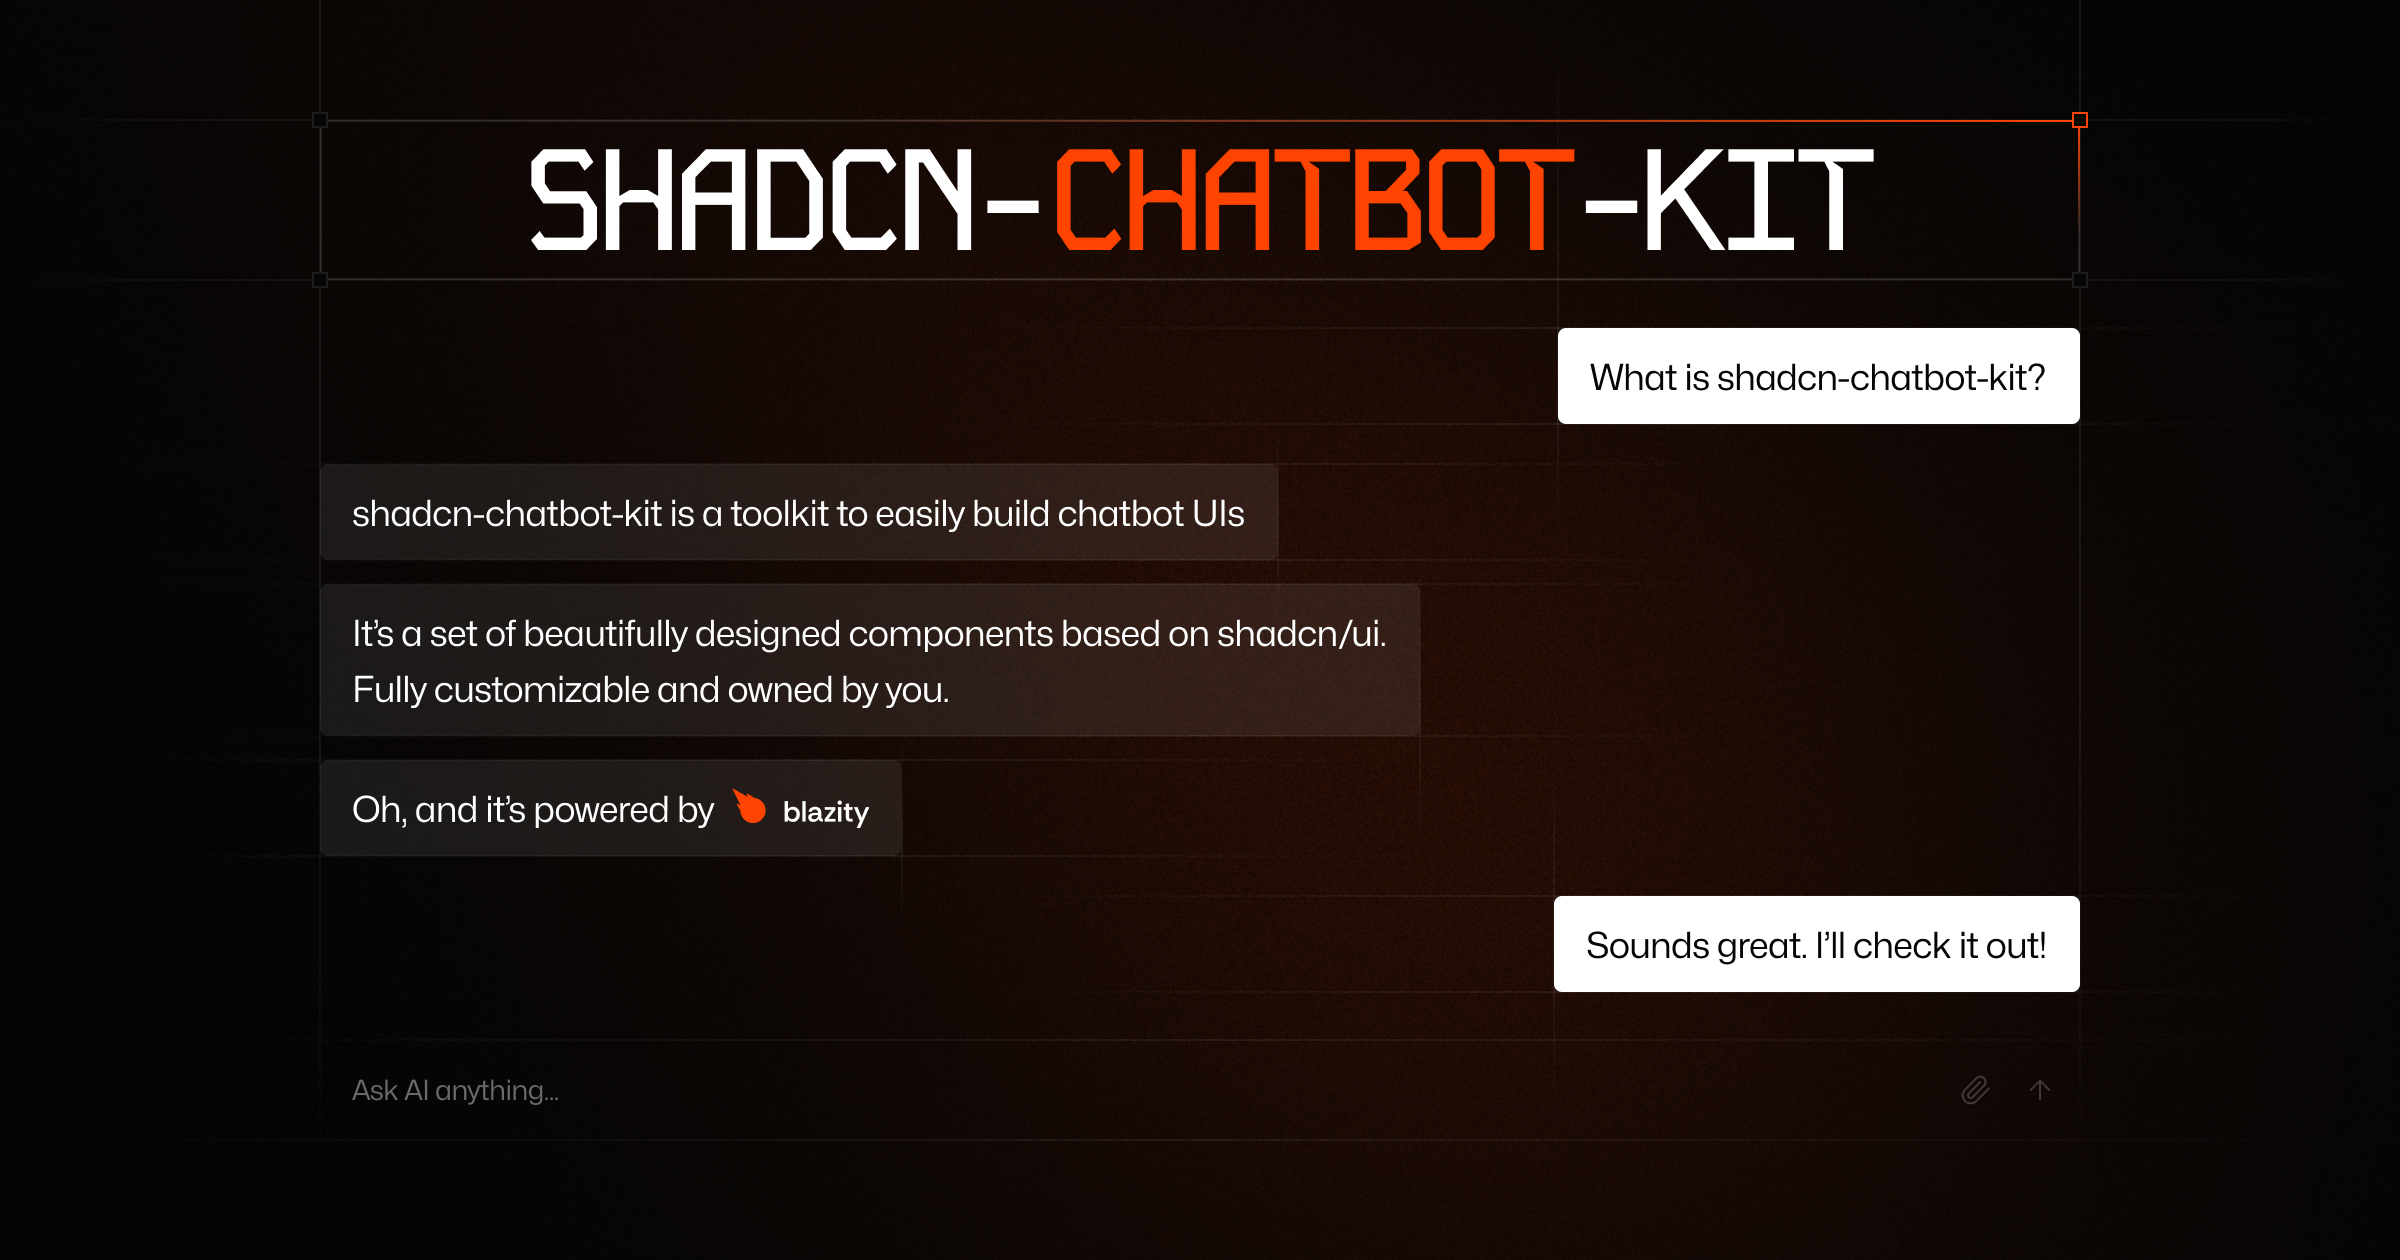 SHADCN-CHATBOT-KIT
What is shadcn-chatbot-kit?
shadcn-chatbot-kit is a toolkit to easily build chatbot UIs
It’s a set of beautifully designed components based on shadcn/ui.
Fully customizable and owned by you.
Oh, and it’s powered by blazity
Sounds great. I’ll check it out!
Ask AI anything...